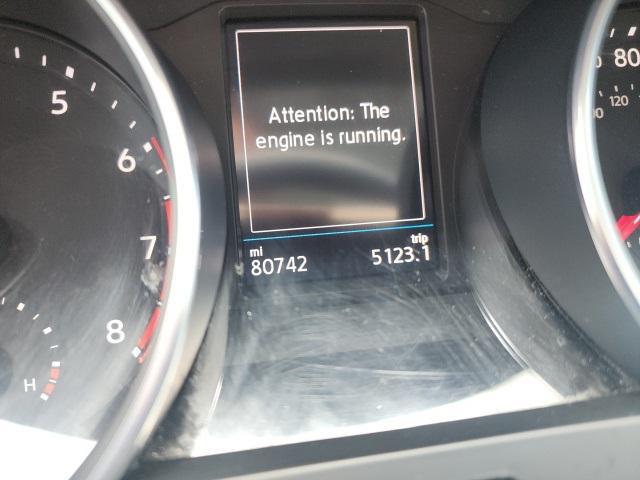 Attention: The
engine is running.
mi
trip
80742
5123.1
5
6
7
8
H
80
120